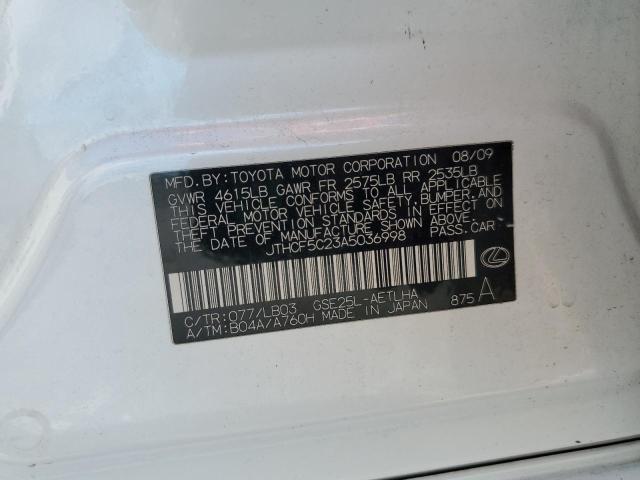 MFD. BY: TOYOTA MOTOR CORPORATION 08/09
GVWR 4615LB GAWR FR 2575LB RR 2535LB
THIS VEHICLE CONFORMS TO ALL APPLICABLE
FEDERAL MOTOR VEHICLE SAFETY, BUMPER, AND
THEFT PREVENTION STANDARDS IN EFFECT ON
THE DATE OF MANUFACTURE SHOWN ABOVE.
JTHCF5C23A5036998 PASS. CAR
C/TR: 077/LB03 GSE25L-AETLHA
A/TM: B04A/A760H MADE IN JAPAN 875 A